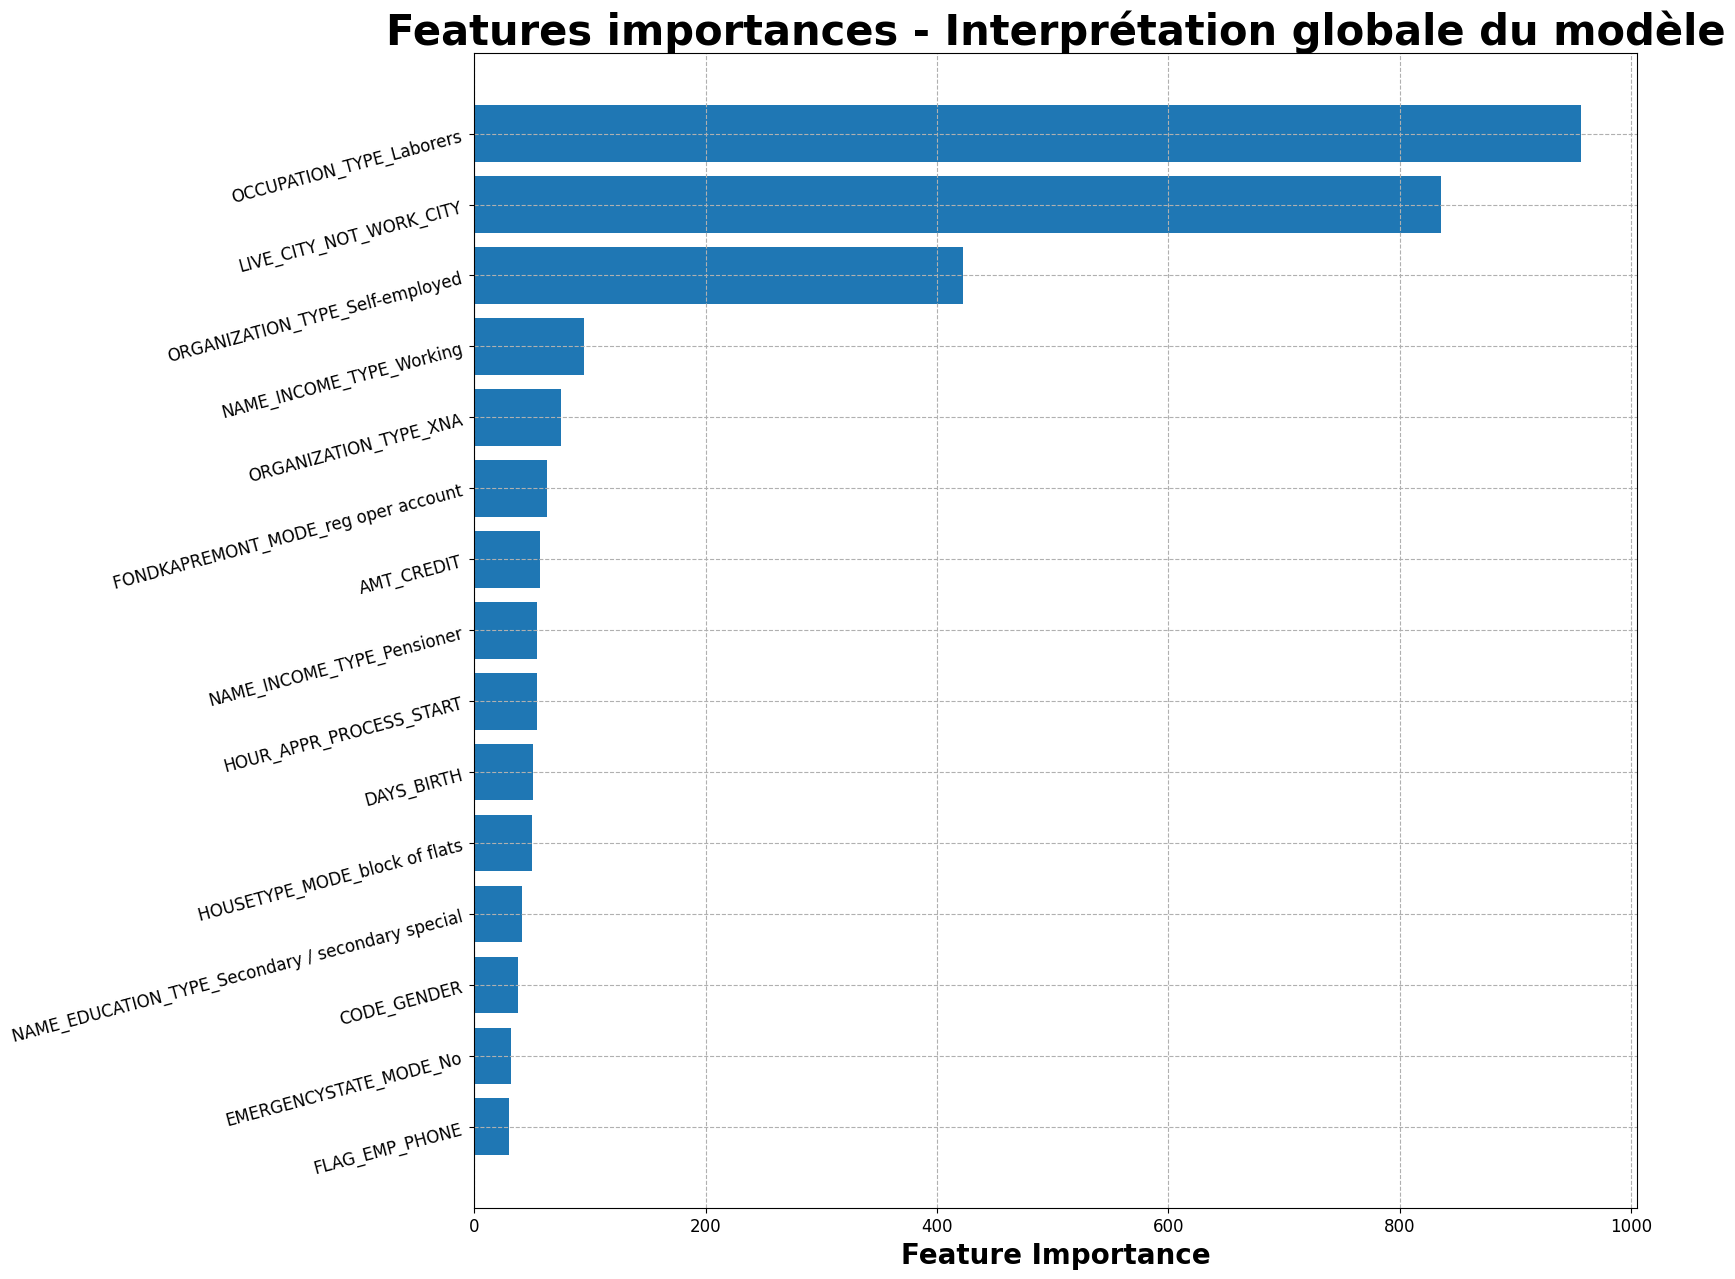 Features importances - Interprétation globale du modèle
OCCUPATION_TYPE_Laborers
LIVE_CITY_NOT_WORK_CITY
ORGANIZATION_TYPE_Self-employed
NAME_INCOME_TYPE_Working
ORGANIZATION_TYPE_XNA
FONDKAPREMONT_MODE_reg oper account
AMT_CREDIT
NAME_INCOME_TYPE_Pensioner
HOUR_APPR_PROCESS_START
DAYS_BIRTH
HOUSETYPE_MODE_block of flats
NAME_EDUCATION_TYPE_Secondary / secondary special
CODE_GENDER
EMERGENCYSTATE_MODE_No
FLAG_EMP_PHONE
0 200 400 600 800 1000
Feature Importance